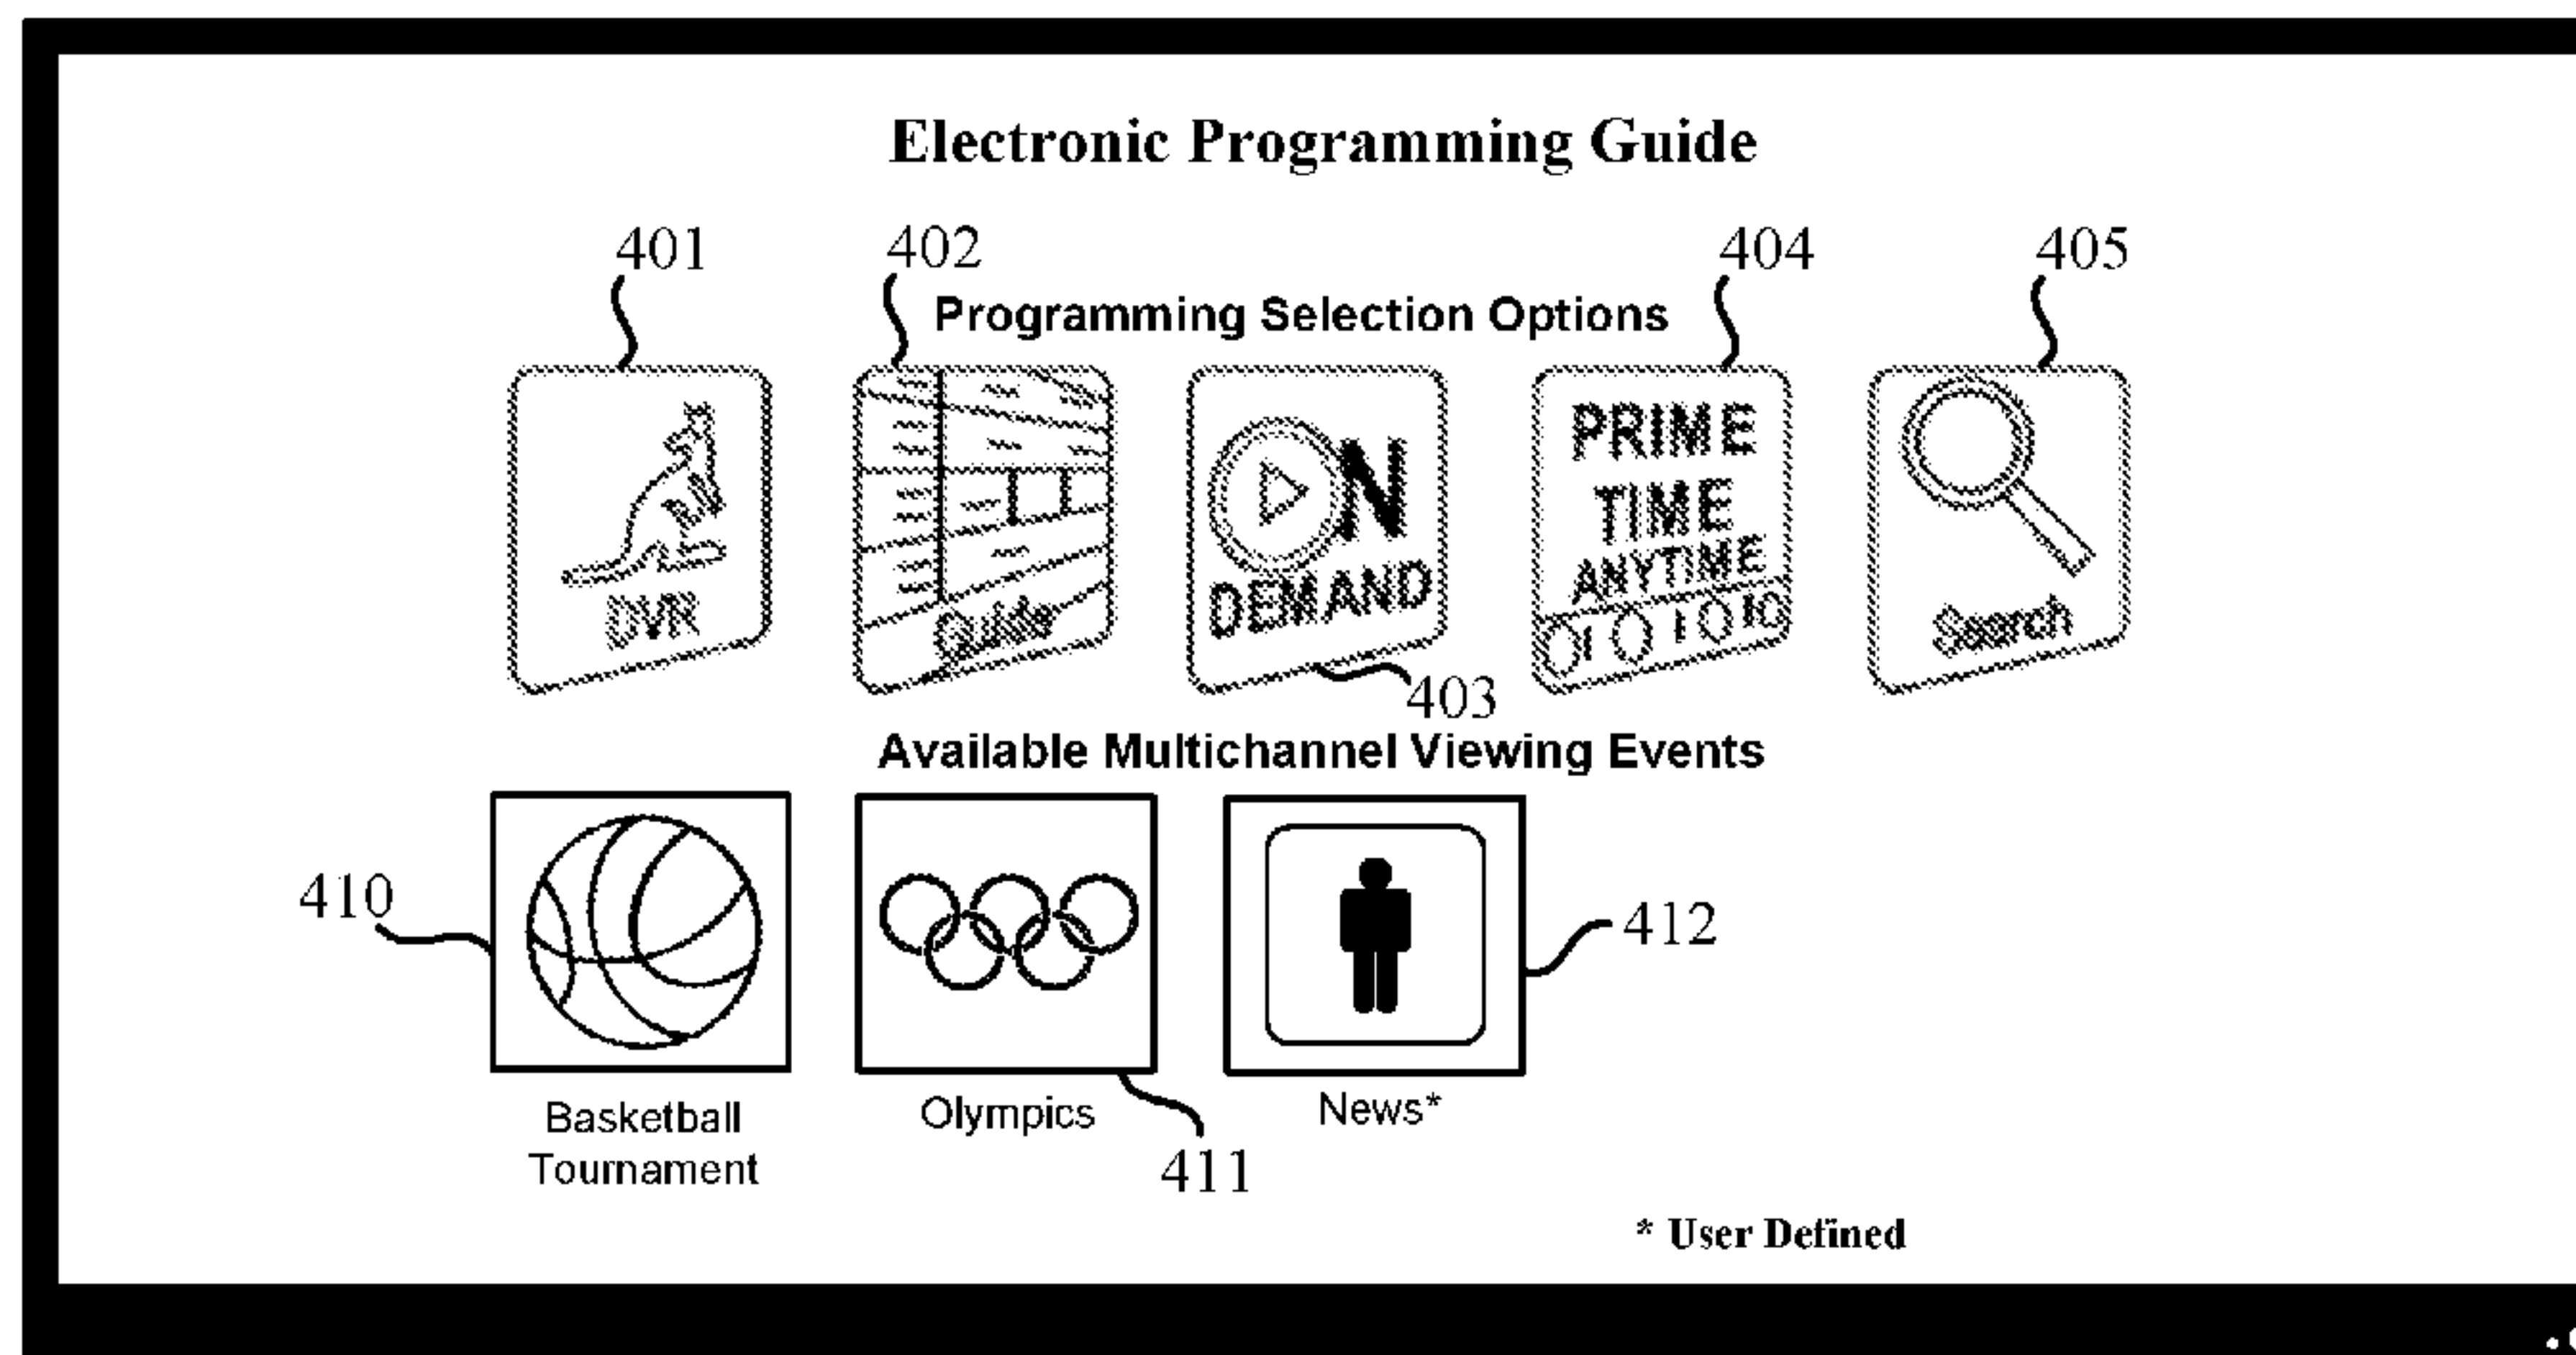 Electronic Programming Guide
401 402 404 405
Programming Selection Options
DVR
Guide
ON
DEMAND
PRIME
TIME
ANYTIME
Search
403
Available Multichannel Viewing Events
410
412
Basketball
Tournament
Olympics
News*
411
* User Defined